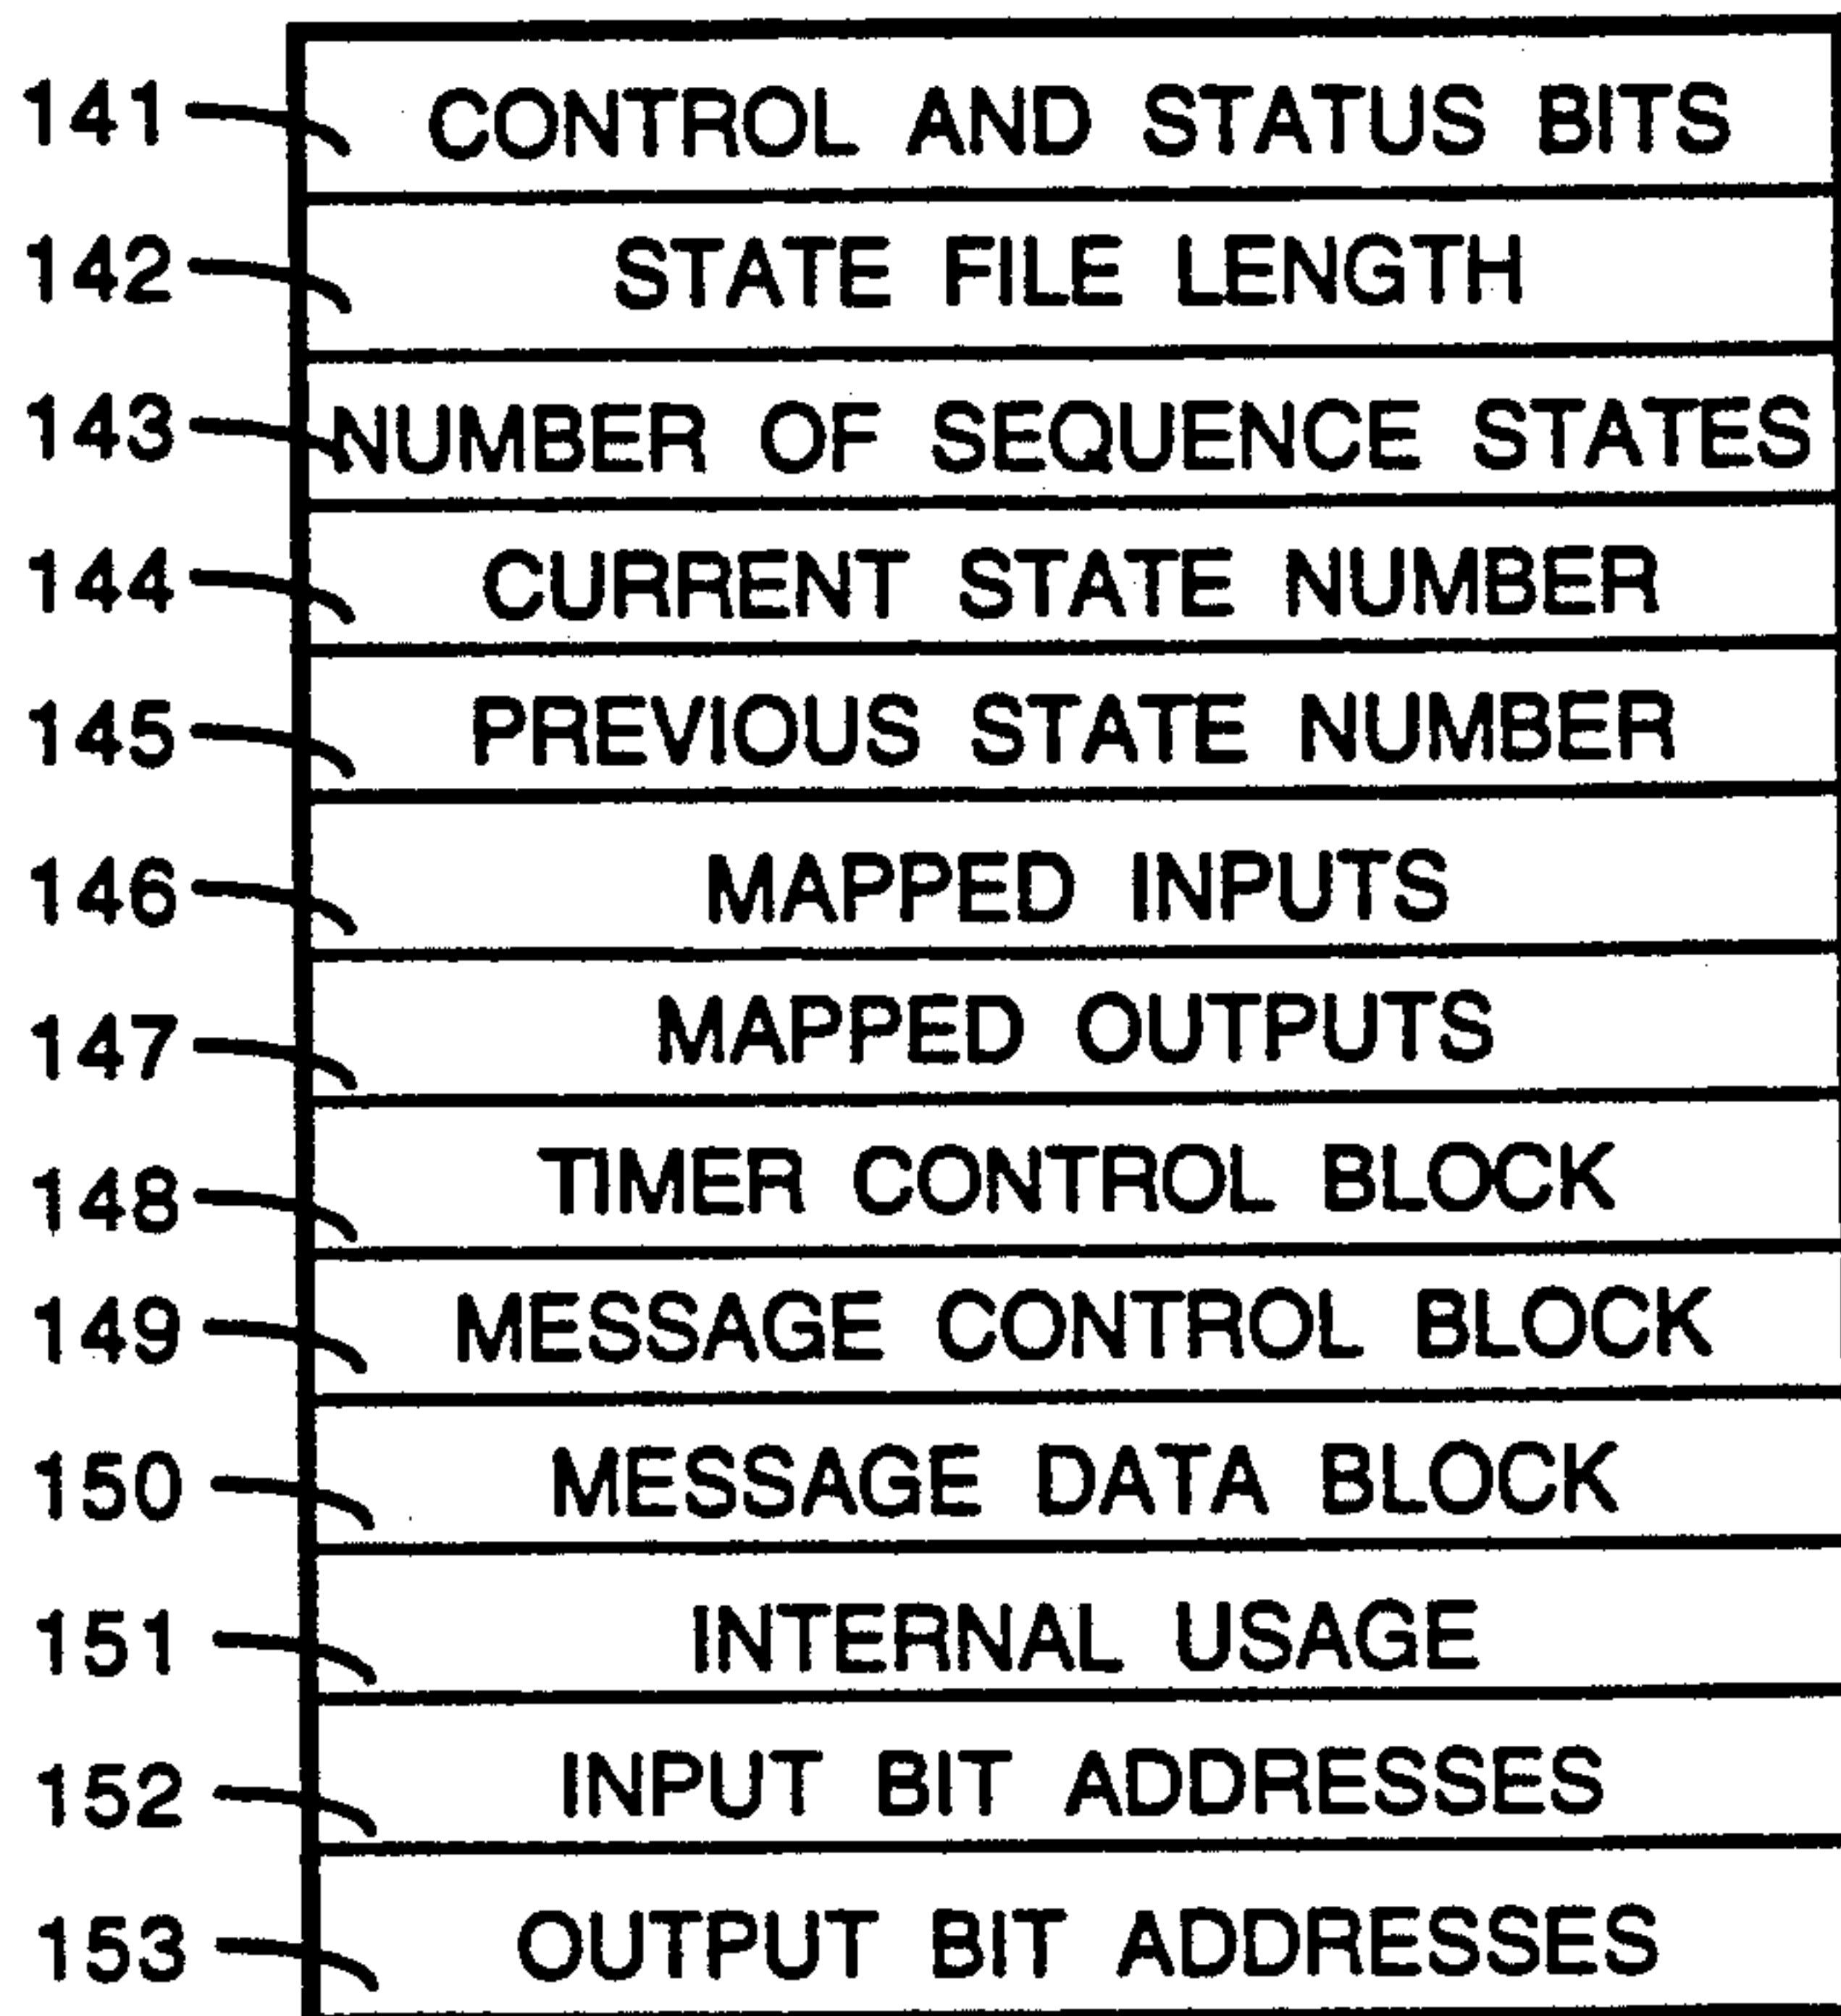 141 CONTROL AND STATUS BITS
142 STATE FILE LENGTH
143 NUMBER OF SEQUENCE STATES
144 CURRENT STATE NUMBER
145 PREVIOUS STATE NUMBER
146 MAPPED INPUTS
147 MAPPED OUTPUTS
148 TIMER CONTROL BLOCK
149 MESSAGE CONTROL BLOCK
150 MESSAGE DATA BLOCK
151 INTERNAL USAGE
152 INPUT BIT ADDRESSES
153 OUTPUT BIT ADDRESSES